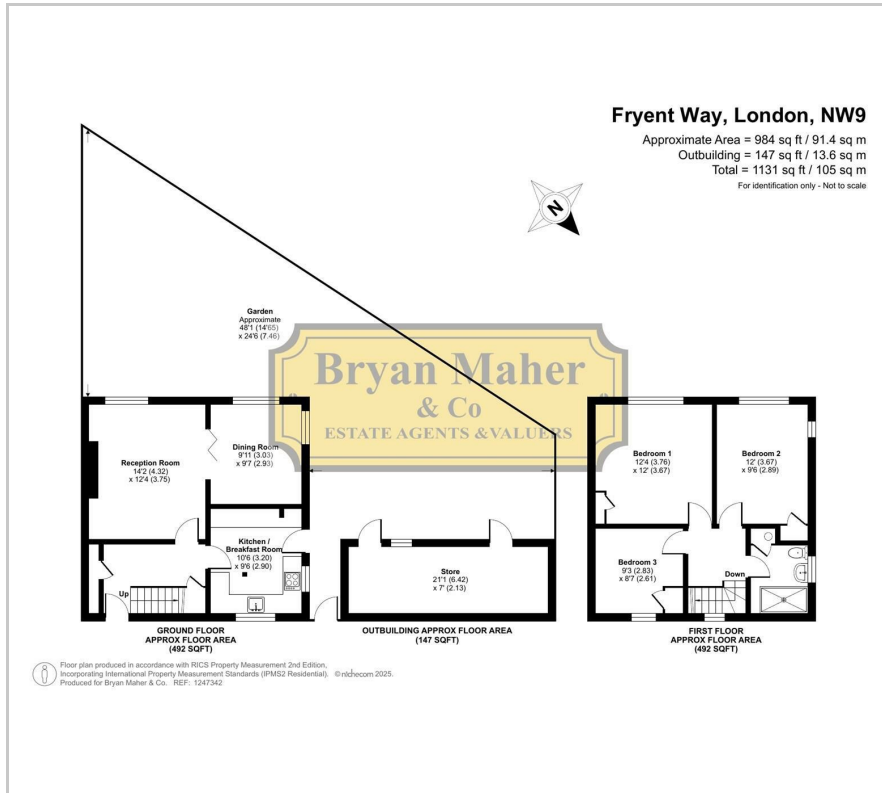 Fryent Way, London, NW9
Approximate Area = 984 sq ft / 91.4 sq m
Outbuilding = 147 sq ft / 13.6 sq m
Total = 1131 sq ft / 105 sq m
For identification only - Not to scale
N
Garden
Approximate
48'1 (14'65)
x 24'6 (7.46)
Bryan Maher
& Co
ESTATE AGENTS & VALUERS
Reception Room
14'2 (4.32)
x 12'4 (3.75)
Dining Room
9'11 (3.03)
x 9'7 (2.93)
Kitchen /
Breakfast Room
10'6 (3.20)
x 9'6 (2.90)
Up
Store
21'1 (6.42)
x 7' (2.13)
Bedroom 1
12'4 (3.76)
x 12' (3.67)
Bedroom 2
12' (3.67)
x 9'6 (2.89)
Bedroom 3
9'3 (2.83)
x 8'7 (2.61)
Down
GROUND FLOOR
APPROX FLOOR AREA
(492 SQFT)
OUTBUILDING APPROX FLOOR AREA
(147 SQFT)
FIRST FLOOR
APPROX FLOOR AREA
(492 SQFT)
Floor plan produced in accordance with RICS Property Measurement 2nd Edition,
Incorporating International Property Measurement Standards (IPMS2 Residential). © ntchecom 2025.
Produced for Bryan Maher & Co. REF: 1247342